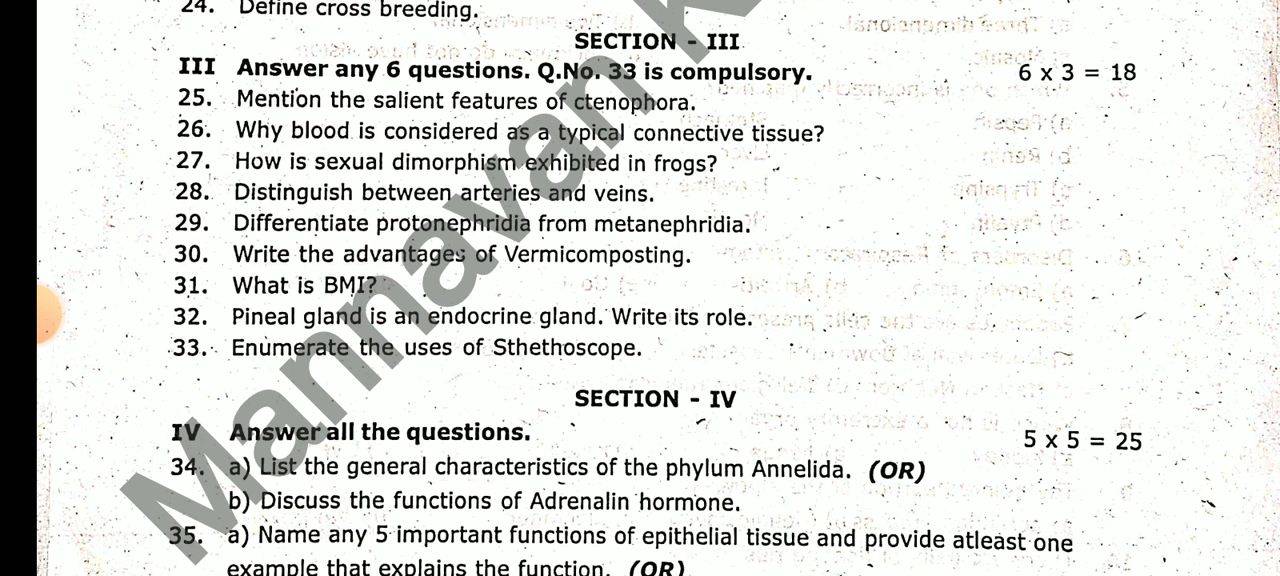 24. Define cross breeding.
SECTION - III
III Answer any 6 questions. Q.No. 33 is compulsory. 6 x 3 = 18
25. Mention the salient features of ctenophora.
26. Why blood is considered as a typical connective tissue?
27. How is sexual dimorphism exhibited in frogs?
28. Distinguish between arteries and veins.
29. Differentiate protonephridia from metanephridia.
30. Write the advantages of Vermicomposting.
31. What is BMI?
32. Pineal gland is an endocrine gland. Write its role.
33. Enumerate the uses of Sthethoscope.
SECTION - IV
IV Answer all the questions. 5 x 5 = 25
34. a) List the general characteristics of the phylum Annelida. (OR)
b) Discuss the functions of Adrenalin hormone.
35. a) Name any 5 important functions of epithelial tissue and provide atleast one
example that explains the function. (OR)
Mannavan